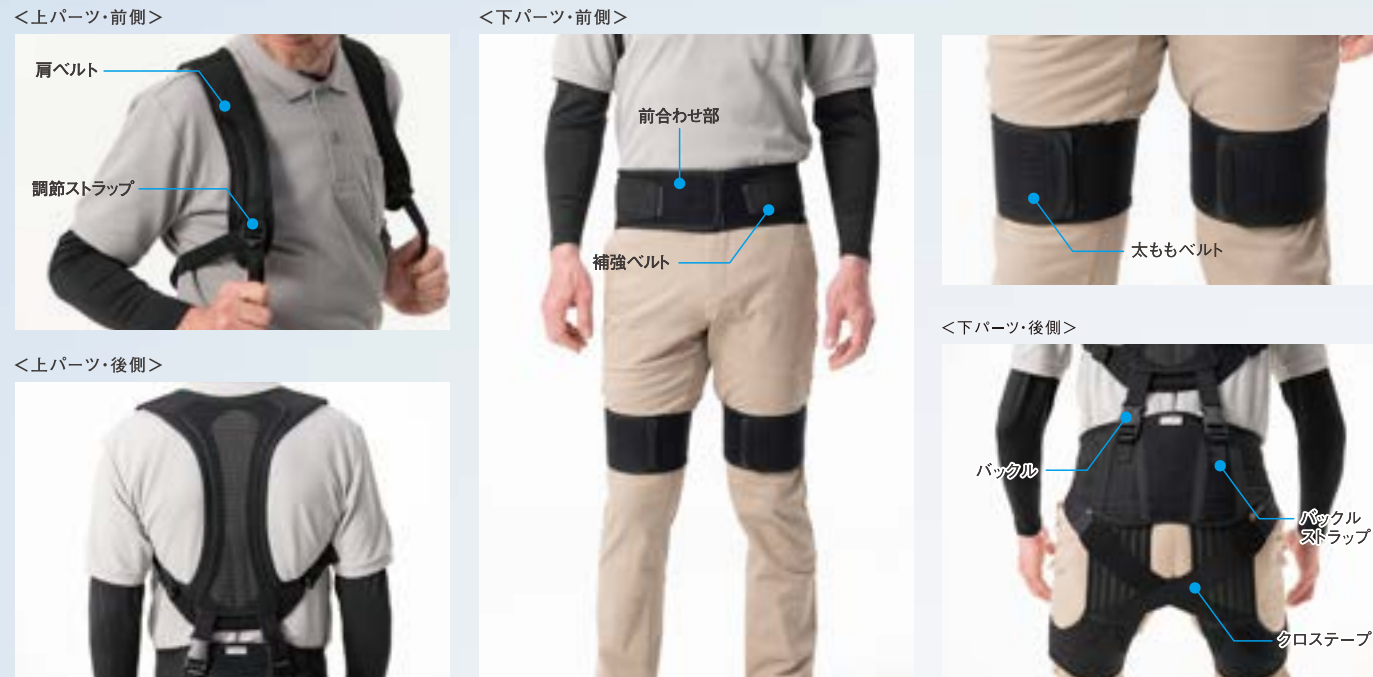 ＜上パーツ・前側＞
肩ベルト
調節ストラップ
＜上パーツ・後側＞
＜下パーツ・前側＞
前合わせ部
補強ベルト
太ももベルト
＜下パーツ・後側＞
バックル
バックル
ストラップ
クロステープ